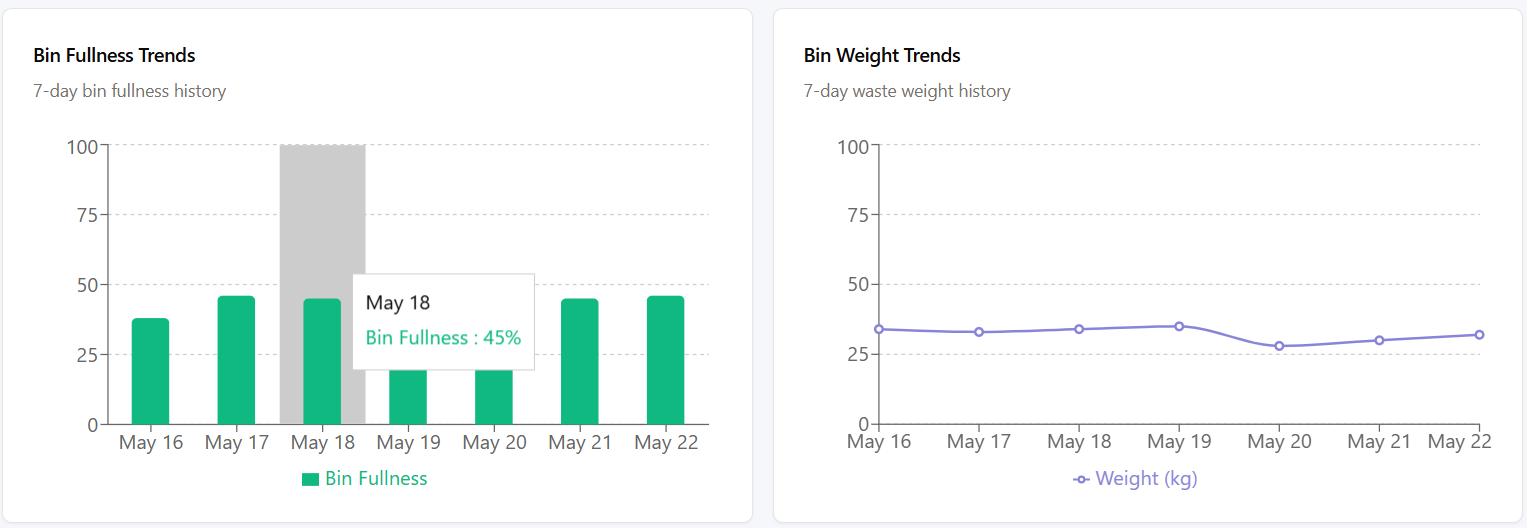 Bin Fullness Trends
7-day bin fullness history
100
75
50
25
0
May 18
Bin Fullness : 45%
May 16 May 17 May 18 May 19 May 20 May 21 May 22
Bin Fullness
Bin Weight Trends
7-day waste weight history
100
75
50
25
0
May 16 May 17 May 18 May 19 May 20 May 21 May 22
Weight (kg)